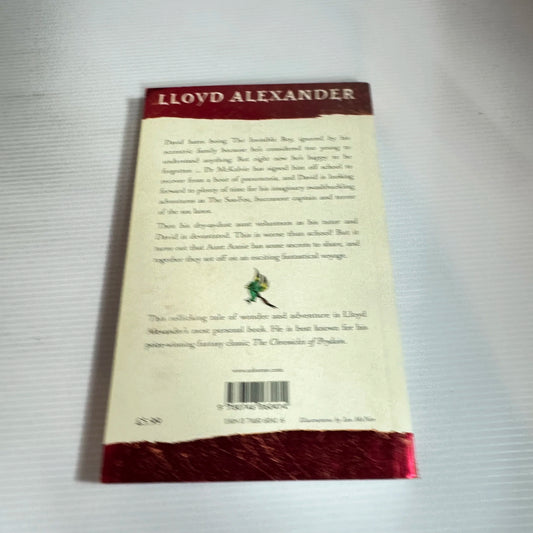 LLOYD ALEXANDER
David hates being The Invisible Boy, ignored by his
eccentric family because he's considered too young to
understand anything. But right now he's happy to be
forgotten ... Dr McKelvie has signed him off school to
recover from a bout of pneumonia, and David is looking
forward to plenty of time for his imaginary swashbuckling
adventures as The Sea-Fox, buccaneer captain and terror
of the seas.
Then his dry-as-dust aunt volunteers as his tutor and
David is devastated. This is worse than school! But it
turns out that Aunt Annie has some secrets to share, and
together they set off on an exciting fantastical voyage.
This rollicking tale of wonder and adventure is Lloyd
Alexander's most personal book. He is best known for his
prize-winning fantasy classic The Chronicles of Prydain.
www.usborne.com
£5.99